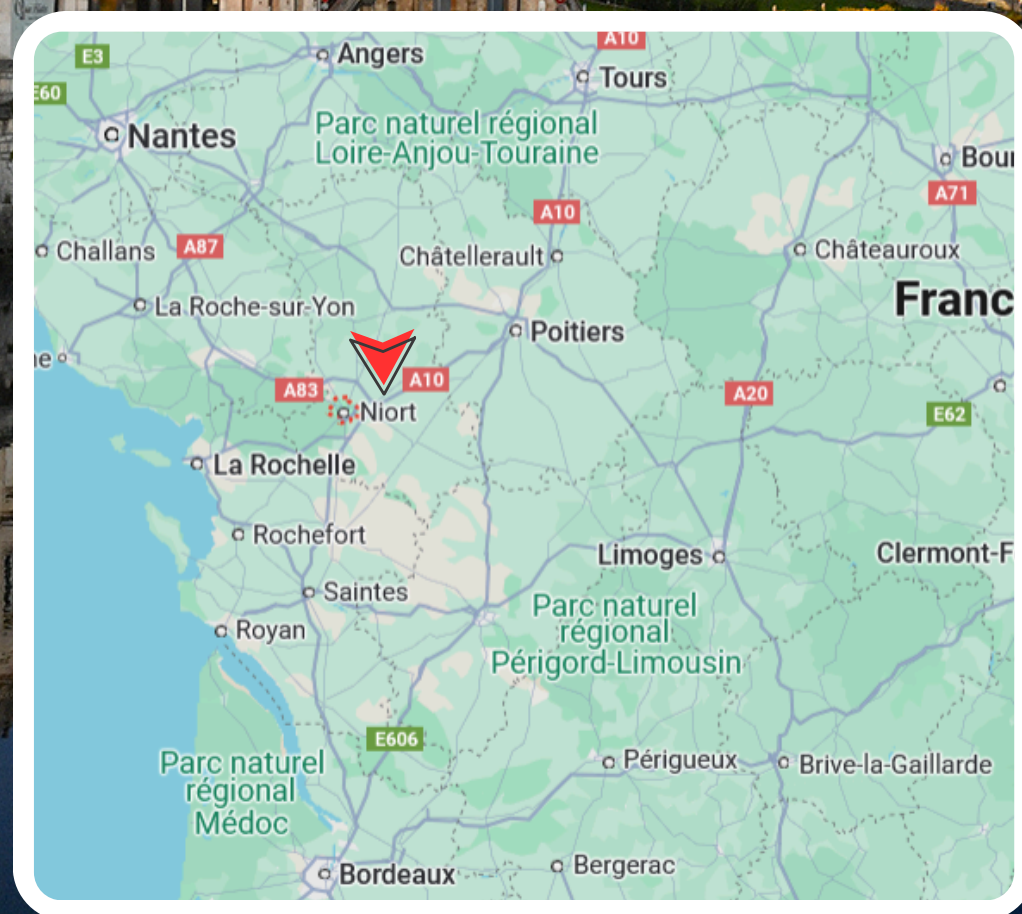 E3
Angers
A10
Tours
E60
Nantes
Parc naturel régional
Loire-Anjou-Touraine
Bour
A71
A10
Challans
A87
Châtellerault
Châteauroux
La Roche-sur-Yon
Franc
Poitiers
ne
A83
A10
A20
Niort
E62
La Rochelle
Rochefort
Limoges
Clermont-F
Saintes
Parc naturel
régional
Périgord-Limousin
Royan
E606
Parc naturel
régional
Médoc
Périgueux
Brive-la-Gaillarde
Bordeaux
Bergerac